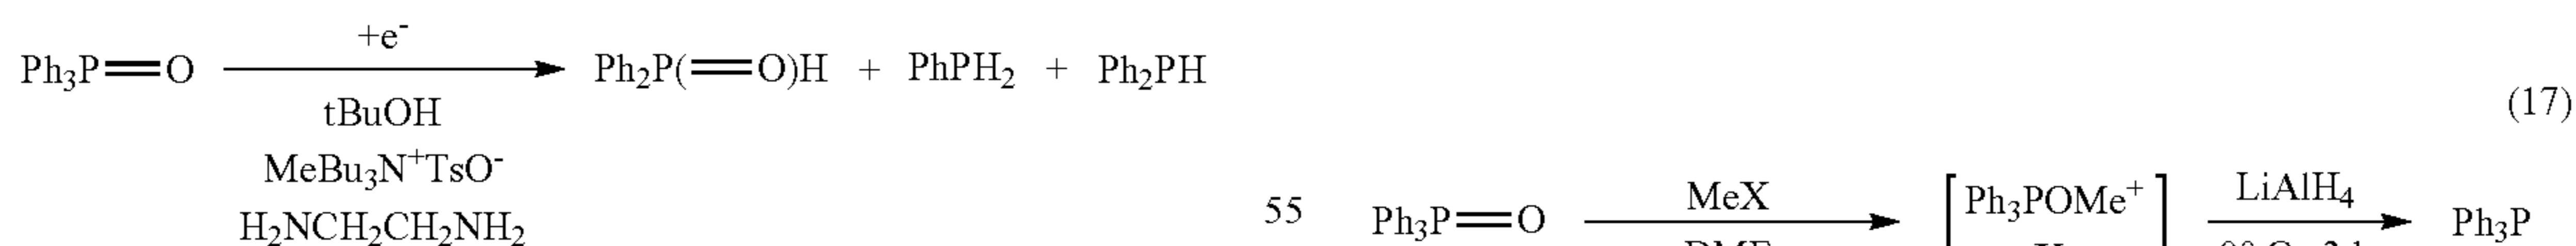 +e⁻
Ph₃P=O → Ph₂P(=O)H + PhPH₂ + Ph₂PH
tBuOH
MeBu₃N⁺TsO⁻
H₂NCH₂CH₂NH₂
(17)
55
MeX
LiAlH₄
Ph₃P=O → [Ph₃POMe⁺] → Ph₃P